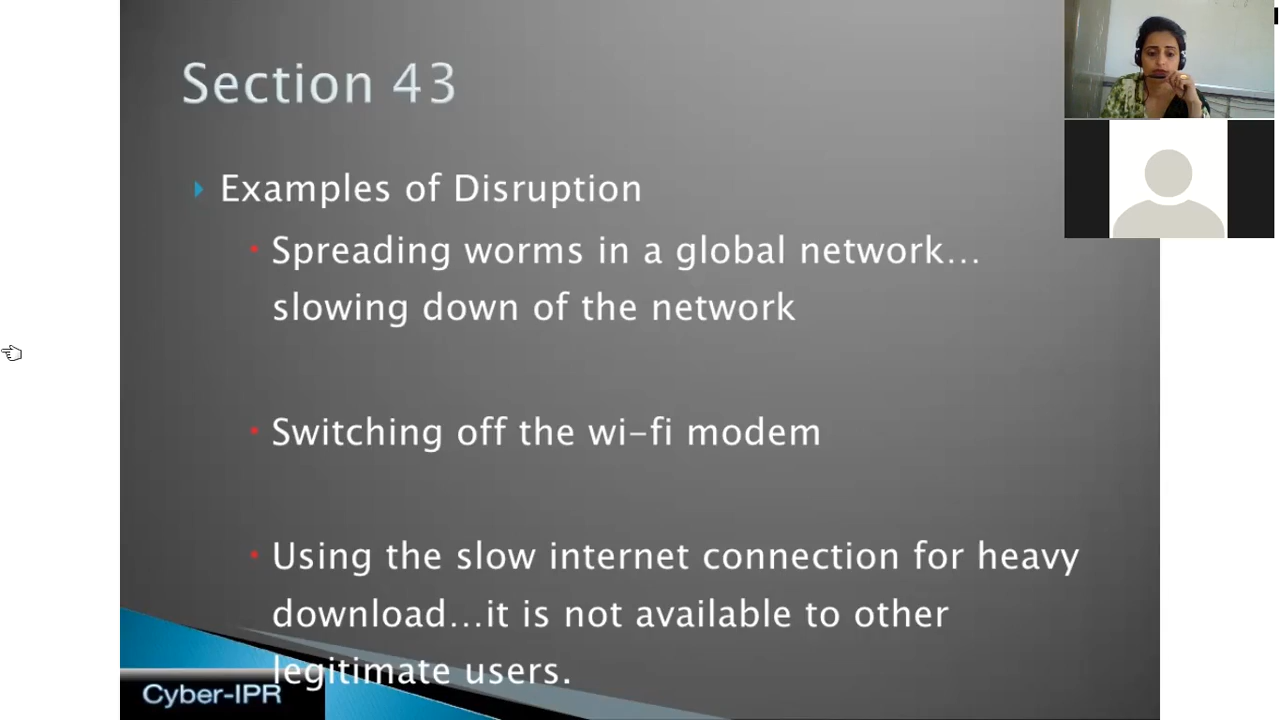 Section 43
Examples of Disruption
Spreading worms in a global network...
slowing down of the network
Switching off the wi-fi modem
Using the slow internet connection for heavy
download...it is not available to other
legitimate users.
Cyber-IPR